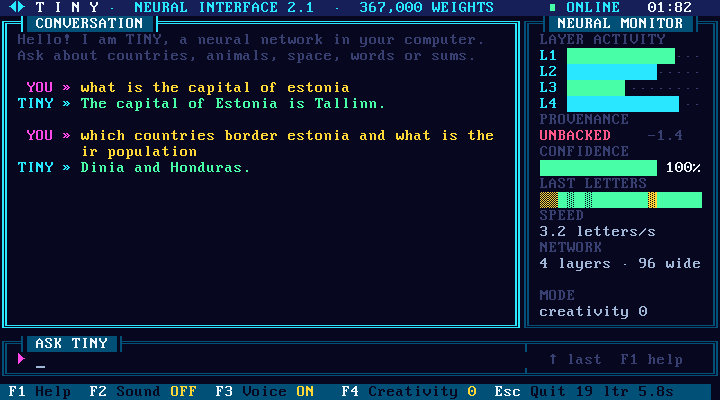 T I N Y · NEURAL INTERFACE 2.1 · 367,000 WEIGHTS ONLINE 01:82
CONVERSATION
Hello! I am TINY, a neural network in your computer.
Ask about countries, animals, space, words or sums.
YOU » what is the capital of estonia
TINY » The capital of Estonia is Tallinn.
YOU » which countries border estonia and what is the
ir population
TINY » Dinia and Honduras.
NEURAL MONITOR
LAYER ACTIVITY
L1
L2
L3
L4
PROVENANCE
UNBACKED -1.4
CONFIDENCE
100%
LAST LETTERS
SPEED
3.2 letters/s
NETWORK
4 layers · 96 wide
MODE
creativity 0
ASK TINY
↑ last F1 help
F1 Help F2 Sound OFF F3 Voice ON F4 Creativity 0 Esc Quit 19 ltr 5.8s